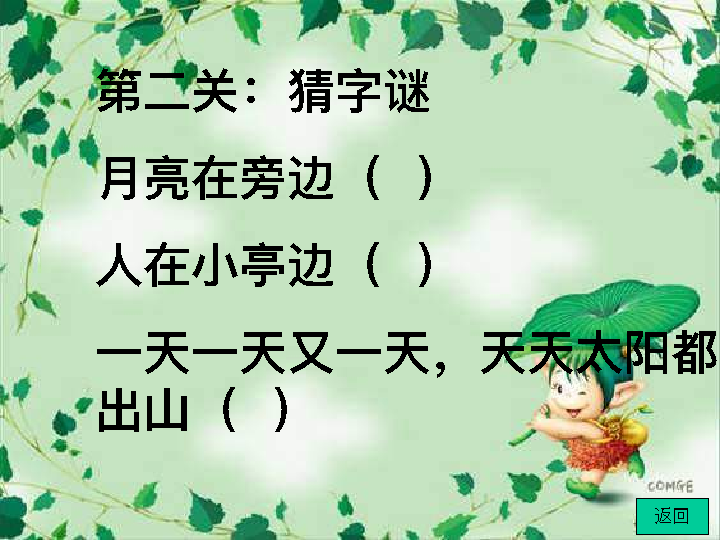 第二关：猜字谜
月亮在旁边（ ）
人在小亭边（ ）
一天一天又一天，天天太阳都
出山（ ）
COMGE
返回